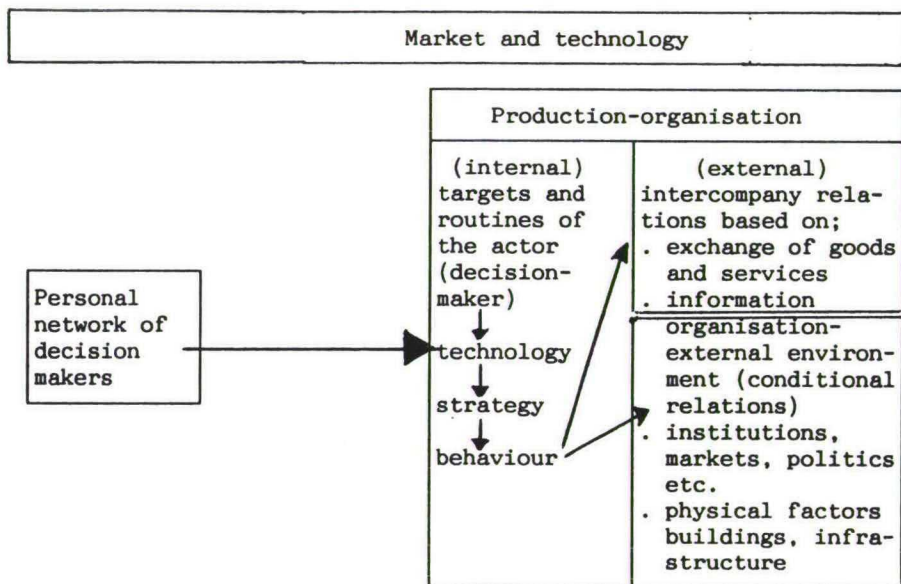 Market and technology
Production-organisation
Personal
network of
decision
makers
(internal)
targets and
routines of
the actor
(decision-
maker)
technology
strategy
behaviour
(external)
intercompany rela-
tions based on;
. exchange of goods
and services
. information
organisation-
external environ-
ment (conditional
relations)
. institutions,
markets, politics
etc.
. physical factors
buildings, infra-
structure